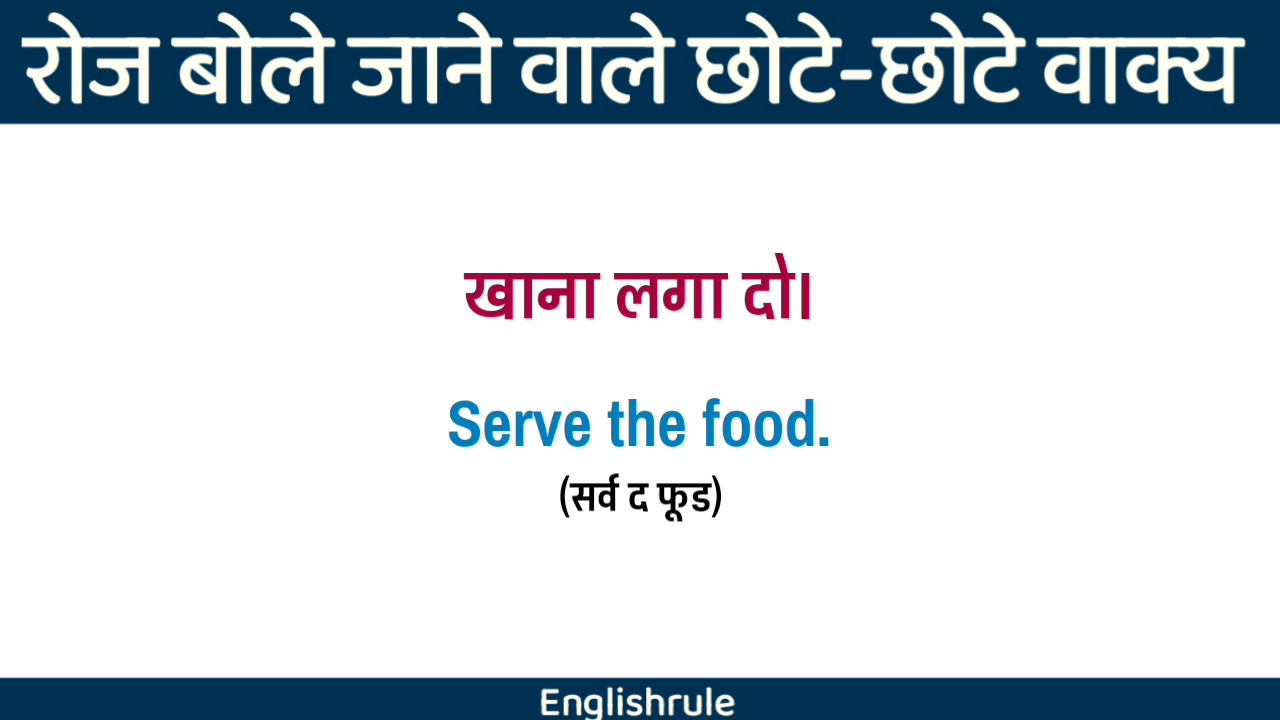 रोज बोले जाने वाले छोटे-छोटे वाक्य
खाना लगा दो।
Serve the food.
(सर्व द फूड)
Englishrule